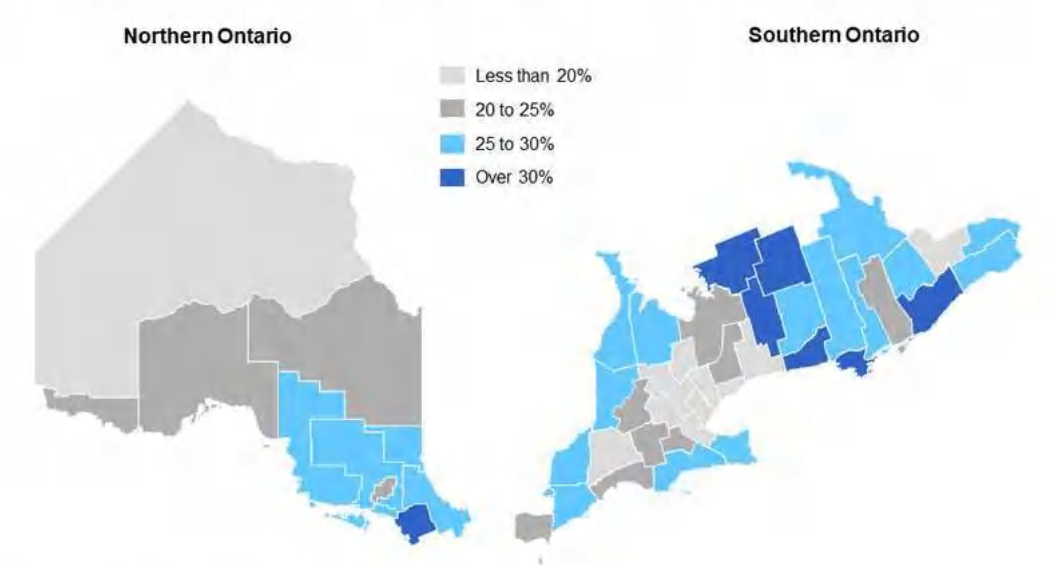 Northern Ontario
Southern Ontario
Less than 20%
20 to 25%
25 to 30%
Over 30%